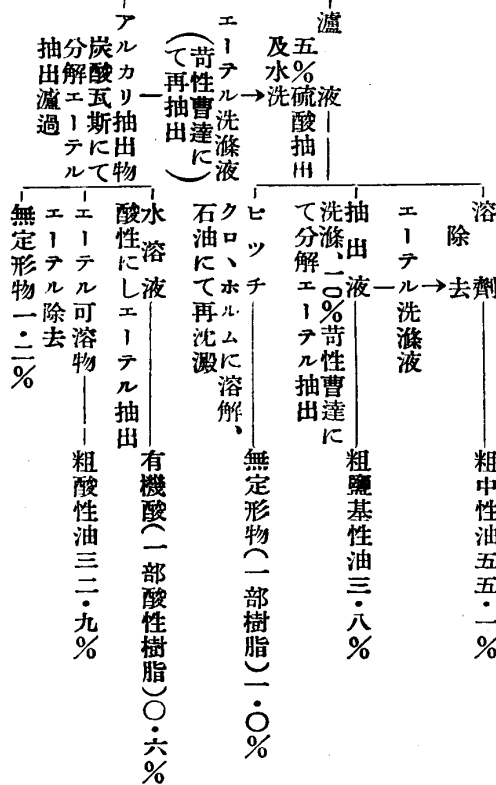 濾液
五%硫酸抽出
及水洗
エーテル洗滌液
(苛性曹達に
て再抽出)
アルカリ抽出物
炭酸瓦斯にて
分解エーテル
抽出濾過
溶劑
除去
粗中性油五五・一%
エーテル洗滌液
抽出液
洗滌、一〇%苛性曹達に
て分解エーテル抽出
粗鹽基性油三・八%
ピッチ
クロヽホルムに溶解、
石油にて再沈澱
無定形物(一部樹脂)一・〇%
水溶液
酸性にしエーテル抽出
有機酸(一部酸性樹脂)〇・六%
エーテル可溶物
エーテル除去
粗酸性油三二・九%
無定形物一・二%